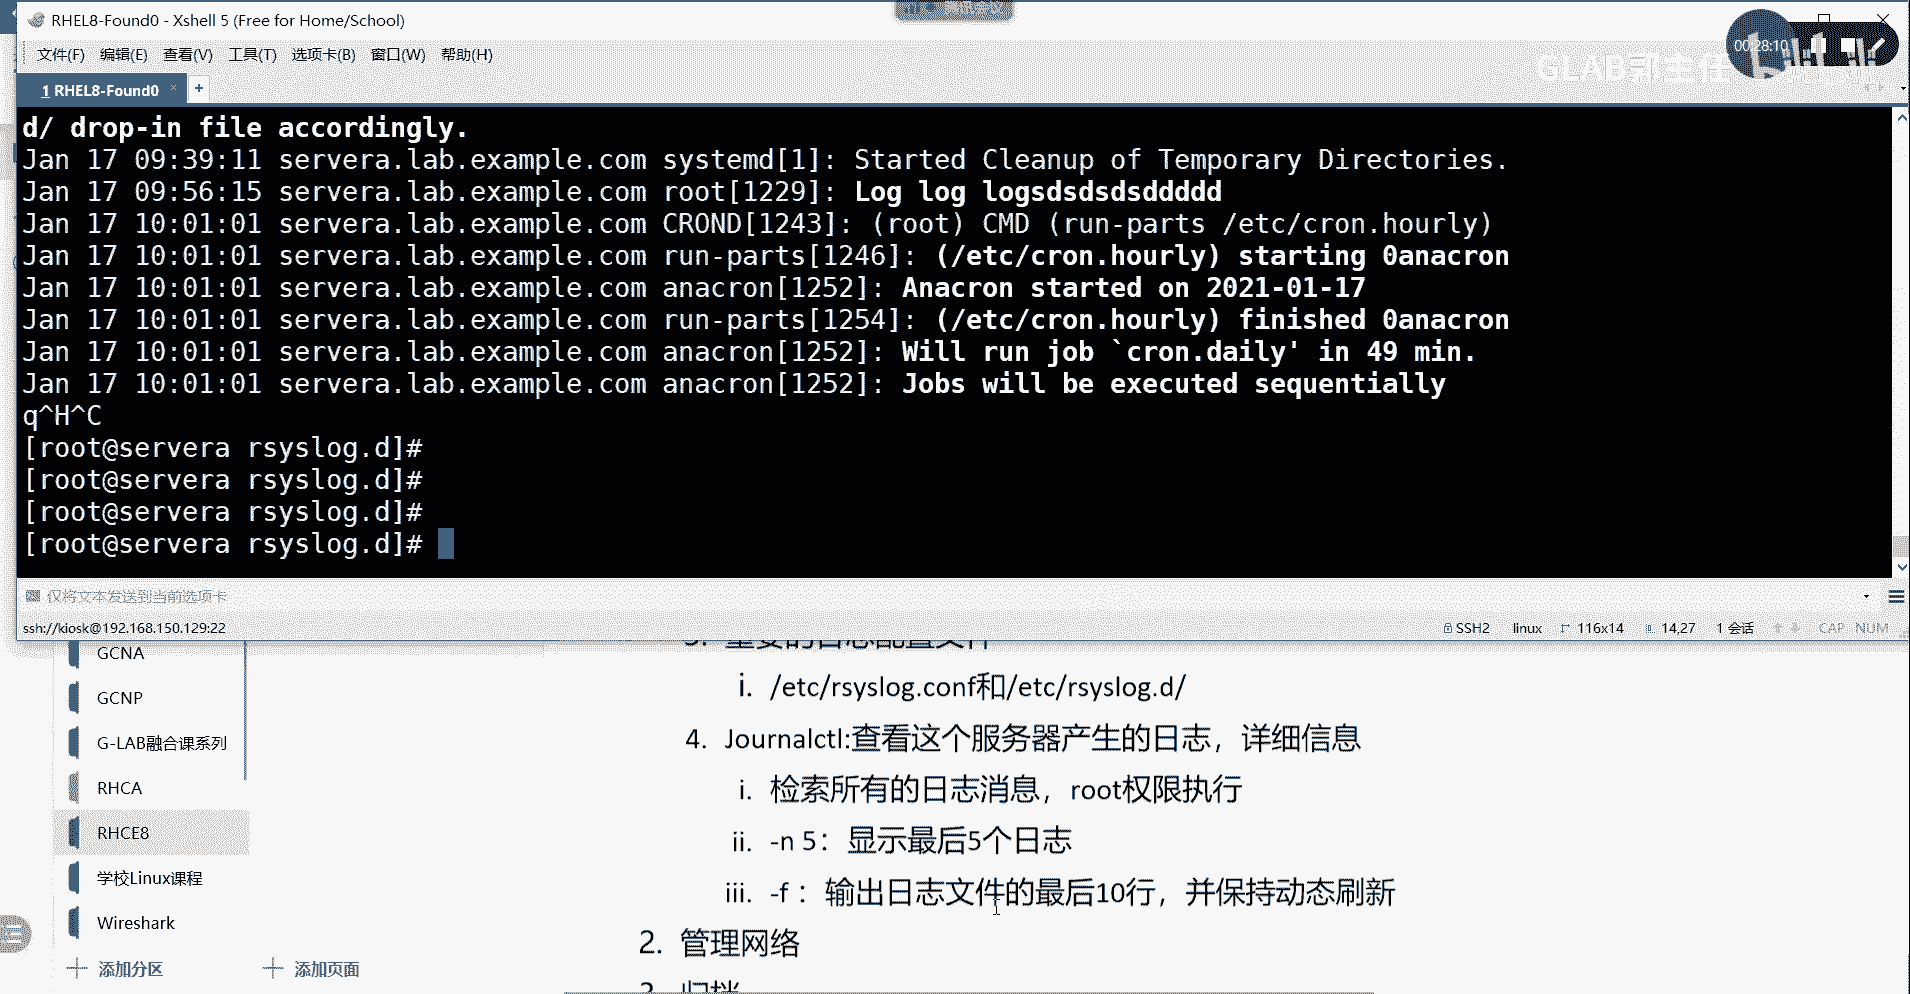 腾讯会议
RHEL8-Found0 - Xshell 5 (Free for Home/School)
00:28:10
文件(F) 编辑(E) 查看(V) 工具(T) 选项卡(B) 窗口(W) 帮助(H)
GLAB郭主任
1 RHEL8-Found0 × +
d/ drop-in file accordingly.
Jan 17 09:39:11 servera.lab.example.com systemd[1]: Started Cleanup of Temporary Directories.
Jan 17 09:56:15 servera.lab.example.com root[1229]: Log log logsdsdsdsddddd
Jan 17 10:01:01 servera.lab.example.com CROND[1243]: (root) CMD (run-parts /etc/cron.hourly)
Jan 17 10:01:01 servera.lab.example.com run-parts[1246]: (/etc/cron.hourly) starting 0anacron
Jan 17 10:01:01 servera.lab.example.com anacron[1252]: Anacron started on 2021-01-17
Jan 17 10:01:01 servera.lab.example.com run-parts[1254]: (/etc/cron.hourly) finished 0anacron
Jan 17 10:01:01 servera.lab.example.com anacron[1252]: Will run job `cron.daily' in 49 min.
Jan 17 10:01:01 servera.lab.example.com anacron[1252]: Jobs will be executed sequentially
q^H^C
[root@servera rsyslog.d]#
[root@servera rsyslog.d]#
[root@servera rsyslog.d]#
[root@servera rsyslog.d]#
仅将文本发送到当前选项卡
ssh://kiosk@192.168.150.129:22 SSH2 linux 116x14 14,27 1 会话 CAP NUM
3. 重要的日志配置文件
i. /etc/rsyslog.conf和/etc/rsyslog.d/
4. Journalctl:查看这个服务器产生的日志，详细信息
i. 检索所有的日志消息，root权限执行
ii. -n 5：显示最后5个日志
iii. -f ：输出日志文件的最后10行，并保持动态刷新
2. 管理网络
3. 归档
GCNA
GCNP
G-LAB融合课系列
RHCA
RHCE8
学校Linux课程
Wireshark
添加分区 添加页面